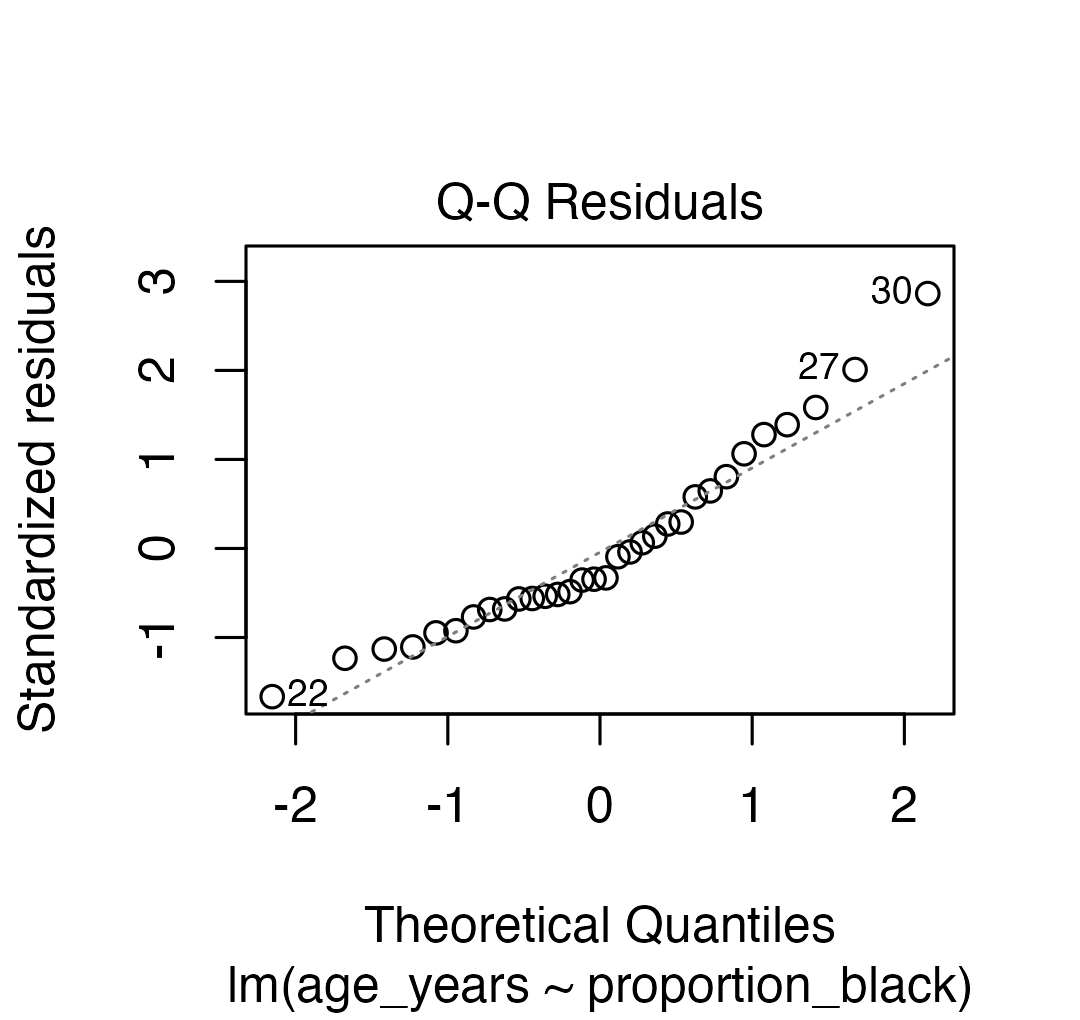 Q-Q Residuals
Standardized residuals
3
2
1
0
-1
30
27
22
-2 -1 0 1 2
Theoretical Quantiles
lm(age_years ~ proportion_black)